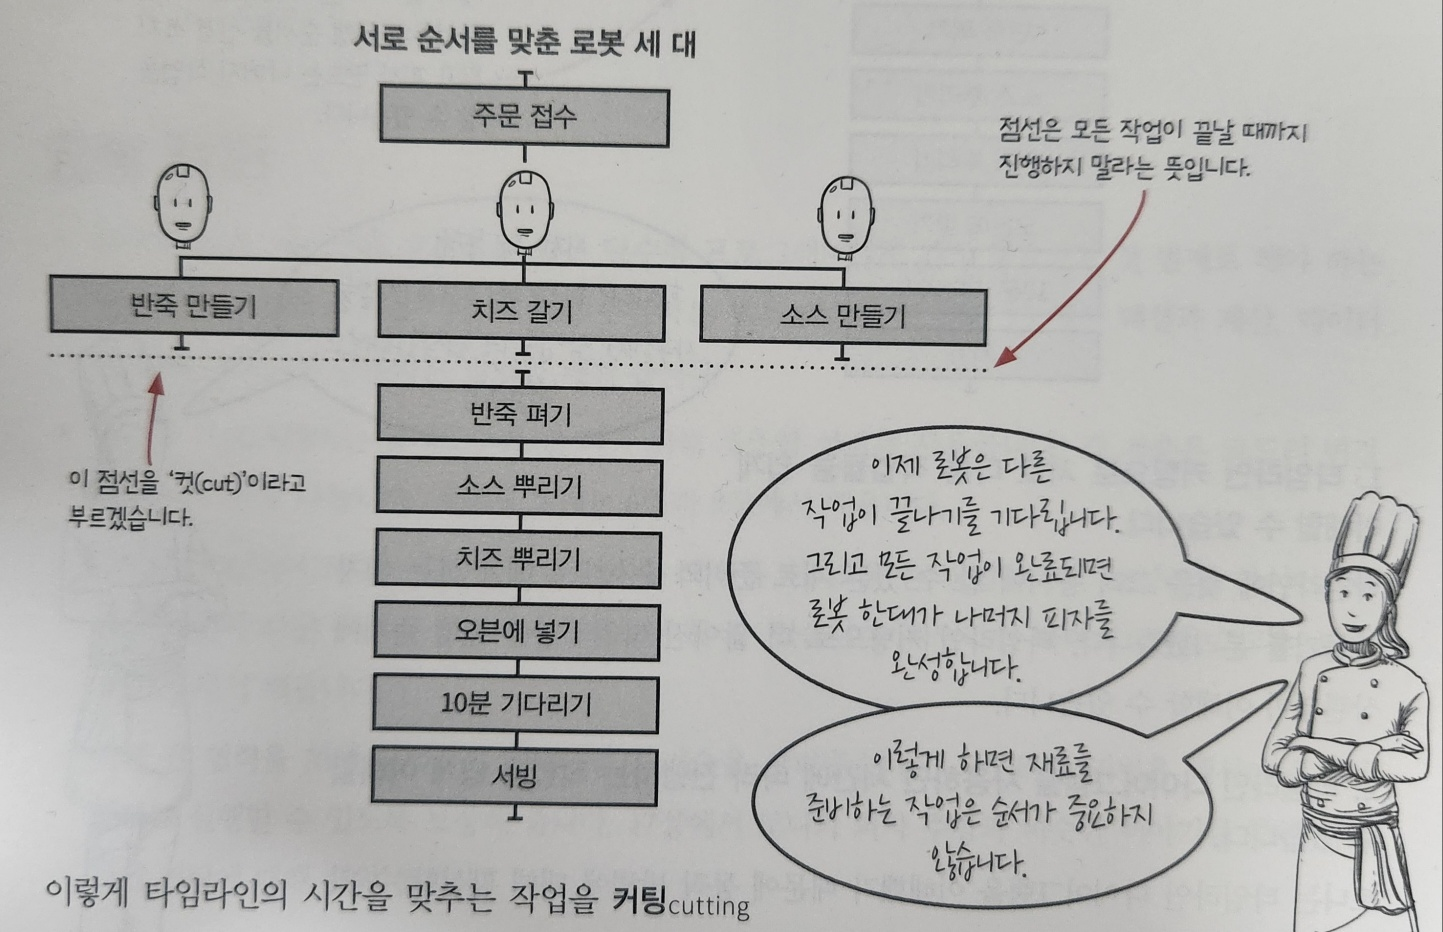 서로 순서를 맞춘 로봇 세 대
주문 접수
점선은 모든 작업이 끝날 때까지
진행하지 말라는 뜻입니다.
반죽 만들기
치즈 갈기
소스 만들기
이 점선을 ‘컷(cut)’이라고
부르겠습니다.
반죽 펴기
소스 뿌리기
치즈 뿌리기
오븐에 넣기
10분 기다리기
서빙
이제 로봇은 다른
작업이 끝나기를 기다립니다.
그리고 모든 작업이 완료되면
로봇 한대가 나머지 피자를
완성합니다.
이렇게 하면 재료를
준비하는 작업은 순서가 중요하지
않습니다.
이렇게 타임라인의 시간을 맞추는 작업을 커팅cutting